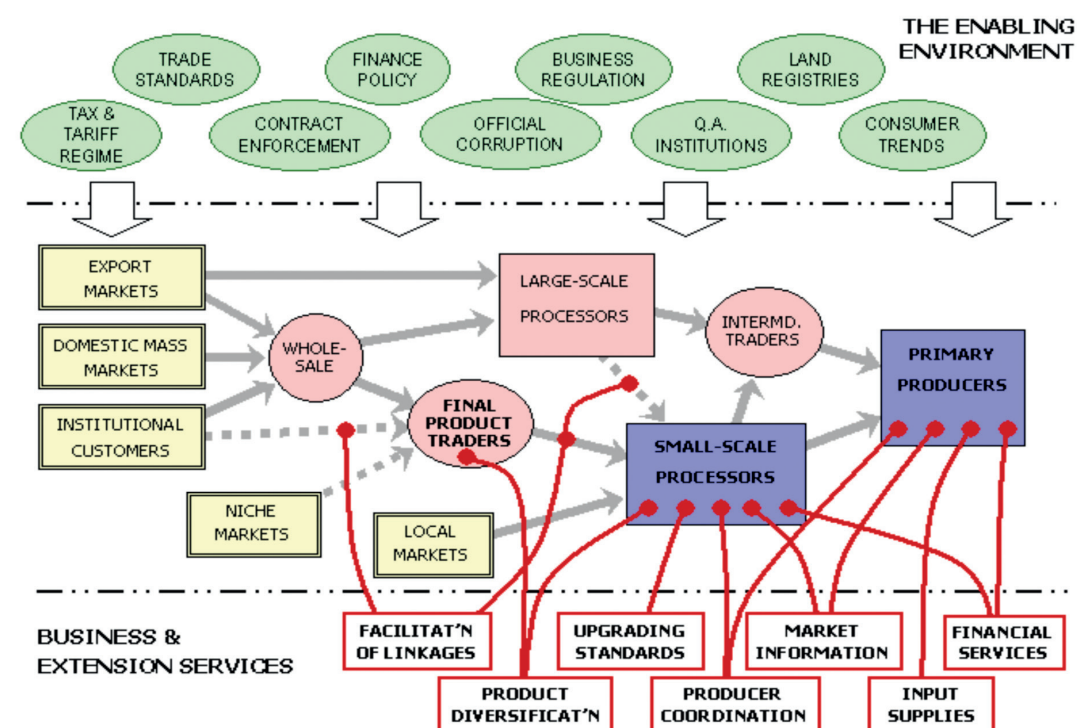 THE ENABLING
ENVIRONMENT
TRADE
STANDARDS
FINANCE
POLICY
BUSINESS
REGULATION
LAND
REGISTRIES
TAX &
TARIFF
REGIME
CONTRACT
ENFORCEMENT
OFFICIAL
CORRUPTION
Q.A.
INSTITUTIONS
CONSUMER
TRENDS
EXPORT
MARKETS
LARGE-SCALE
PROCESSORS
INTERMD.
TRADERS
DOMESTIC MASS
MARKETS
WHOLE-
SALE
PRIMARY
PRODUCERS
INSTITUTIONAL
CUSTOMERS
FINAL
PRODUCT
TRADERS
SMALL-SCALE
PROCESSORS
NICHE
MARKETS
LOCAL
MARKETS
BUSINESS &
EXTENSION SERVICES
FACILITAT'N
OF LINKAGES
UPGRADING
STANDARDS
MARKET
INFORMATION
FINANCIAL
SERVICES
PRODUCT
DIVERSIFICAT'N
PRODUCER
COORDINATION
INPUT
SUPPLIES